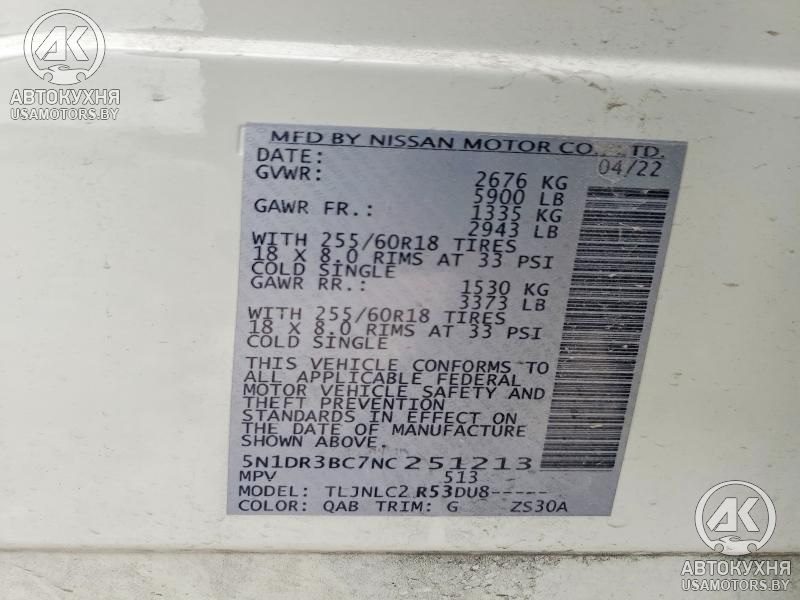 AK
АВТОКУХНЯ
USAMOTORS.BY
MFD BY NISSAN MOTOR CO., LTD.
DATE: 04/22
GVWR: 2676 KG
5900 LB
GAWR FR.: 1335 KG
2943 LB
WITH 255/60R18 TIRES
18 X 8.0 RIMS AT 33 PSI
COLD SINGLE
GAWR RR.: 1530 KG
3373 LB
WITH 255/60R18 TIRES
18 X 8.0 RIMS AT 33 PSI
COLD SINGLE
THIS VEHICLE CONFORMS TO
ALL APPLICABLE FEDERAL
MOTOR VEHICLE SAFETY AND
THEFT PREVENTION
STANDARDS IN EFFECT ON
THE DATE OF MANUFACTURE
SHOWN ABOVE.
5N1DR3BC7NC251213
MPV 513
MODEL: TLJNLC2 R53DU8-----
COLOR: QAB TRIM: G ZS30A
AK
АВТОКУХНЯ
USAMOTORS.BY